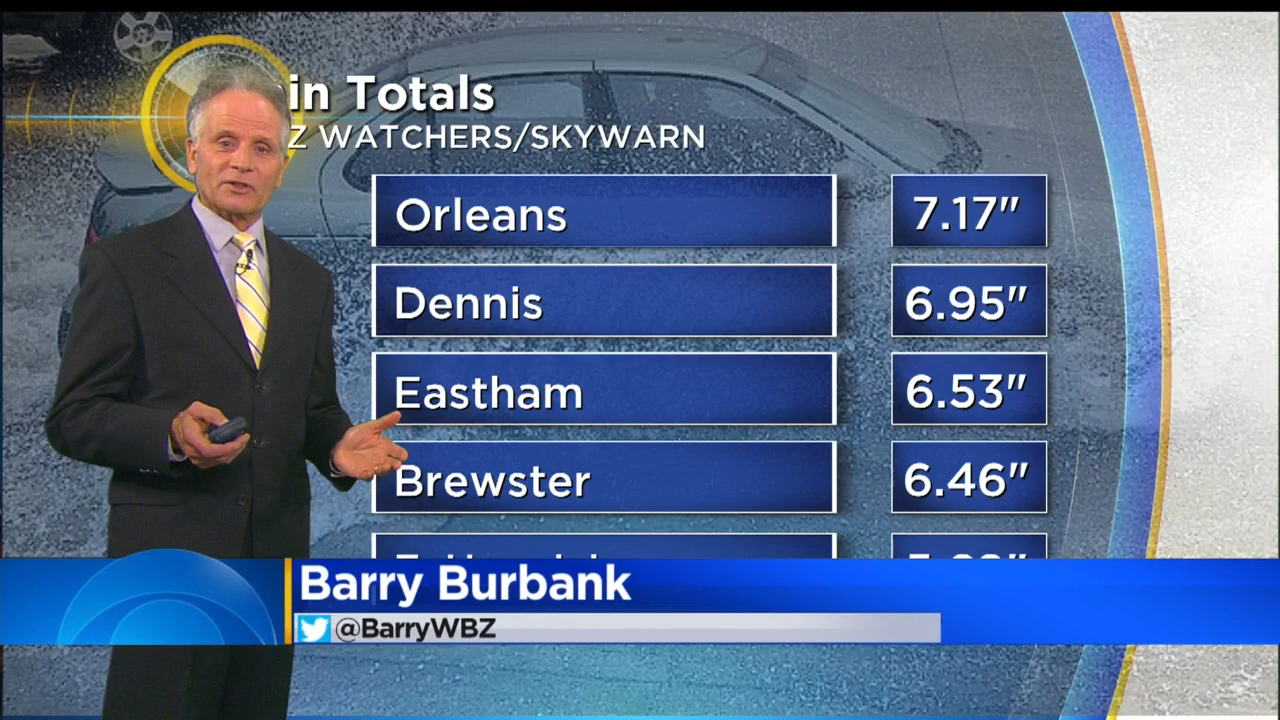 in Totals
Z WATCHERS/SKYWARN
Orleans 7.17"
Dennis 6.95"
Eastham 6.53"
Brewster 6.46"
Barry Burbank
@BarryWBZ